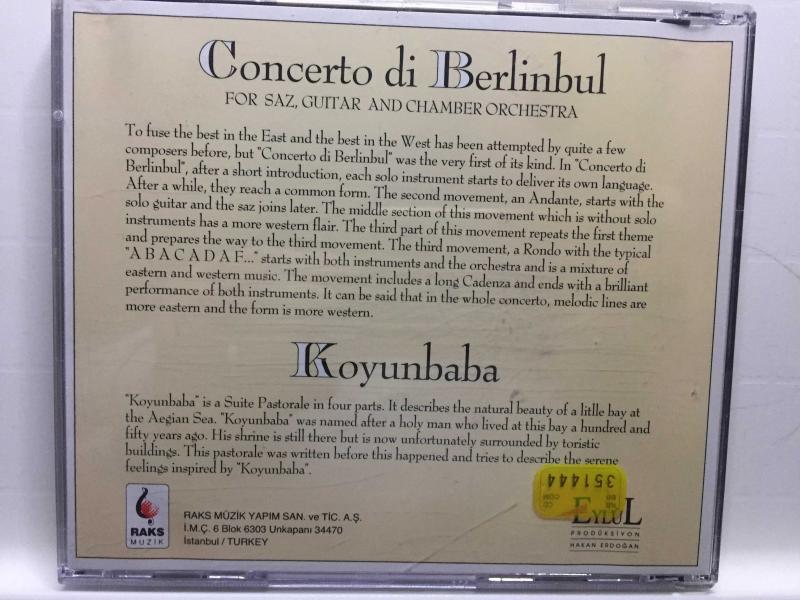 Concerto di Berlinbul
FOR SAZ, GUITAR AND CHAMBER ORCHESTRA
To fuse the best in the East and the best in the West has been attempted by quite a few
composers before, but "Concerto di Berlinbul" was the very first of its kind. In "Concerto di
Berlinbul", after a short introduction, each solo instrument starts to deliver its own language.
After a while, they reach a common form. The second movement, an Andante, starts with the
solo guitar and the saz joins later. The middle section of this movement which is without solo
instruments has a more western flair. The third part of this movement repeats the first theme
and prepares the way to the third movement. The third movement, a Rondo with the typical
"A B A C A D A F..." starts with both instruments and the orchestra and is a mixture of
eastern and western music. The movement includes a long Cadenza and ends with a brilliant
performance of both instruments. It can be said that in the whole concerto, melodic lines are
more eastern and the form is more western.
Koyunbaba
"Koyunbaba" is a Suite Pastorale in four parts. It describes the natural beauty of a litlle bay at
the Aegian Sea. "Koyunbaba" was named after a holy man who lived at this bay a hundred and
fifty years ago. His shrine is still there but is now unfortunately surrounded by toristic
buildings. This pastorale was written before this happened and tries to describe the serene
feelings inspired by "Koyunbaba".
351444
RAKS
MÜZİK
RAKS MÜZİK YAPIM SAN. ve TİC. A.Ş.
İ.M.Ç. 6 Blok 6303 Unkapanı 34470
İstanbul / TURKEY
EYLUL
PRODÜKSİYON
HAKAN ERDOĞAN